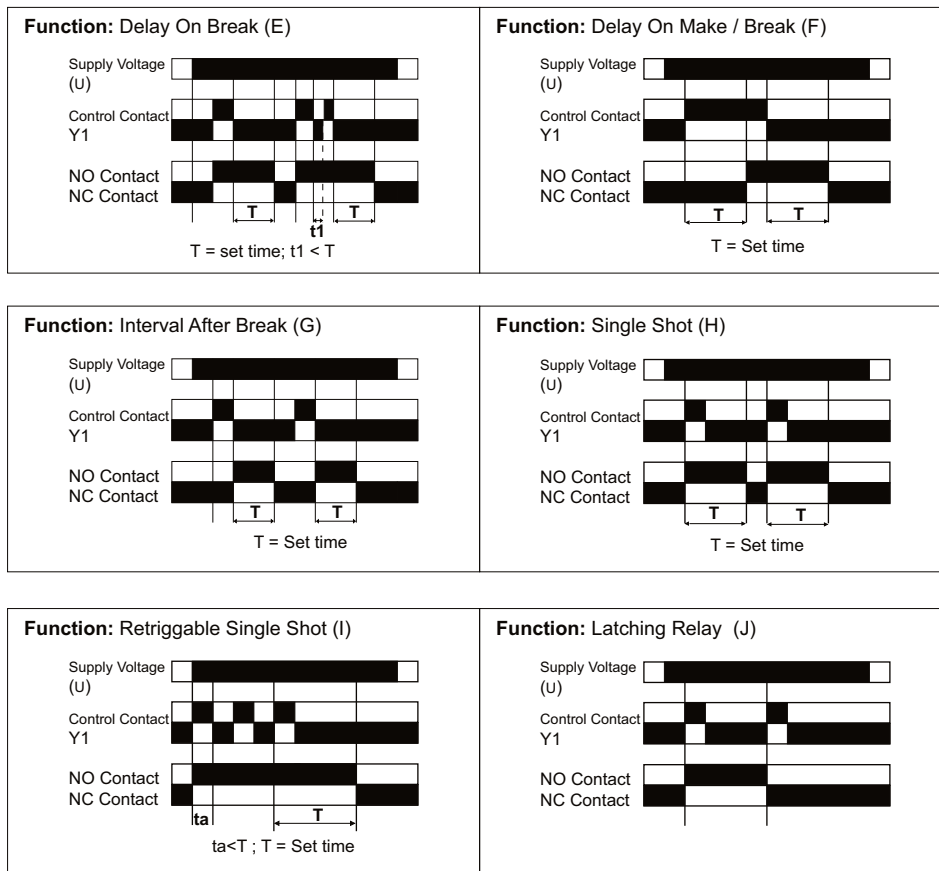 Function: Delay On Break (E)
Supply Voltage
(U)
Control Contact
Y1
NO Contact
NC Contact
T
T
t1
T = set time; t1 < T
Function: Delay On Make / Break (F)
Supply Voltage
(U)
Control Contact
Y1
NO Contact
NC Contact
T
T
T = Set time
Function: Interval After Break (G)
Supply Voltage
(U)
Control Contact
Y1
NO Contact
NC Contact
T
T
T = Set time
Function: Single Shot (H)
Supply Voltage
(U)
Control Contact
Y1
NO Contact
NC Contact
T
T
T = Set time
Function: Retriggable Single Shot (I)
Supply Voltage
(U)
Control Contact
Y1
NO Contact
NC Contact
ta
T
ta<T ; T = Set time
Function: Latching Relay (J)
Supply Voltage
(U)
Control Contact
Y1
NO Contact
NC Contact